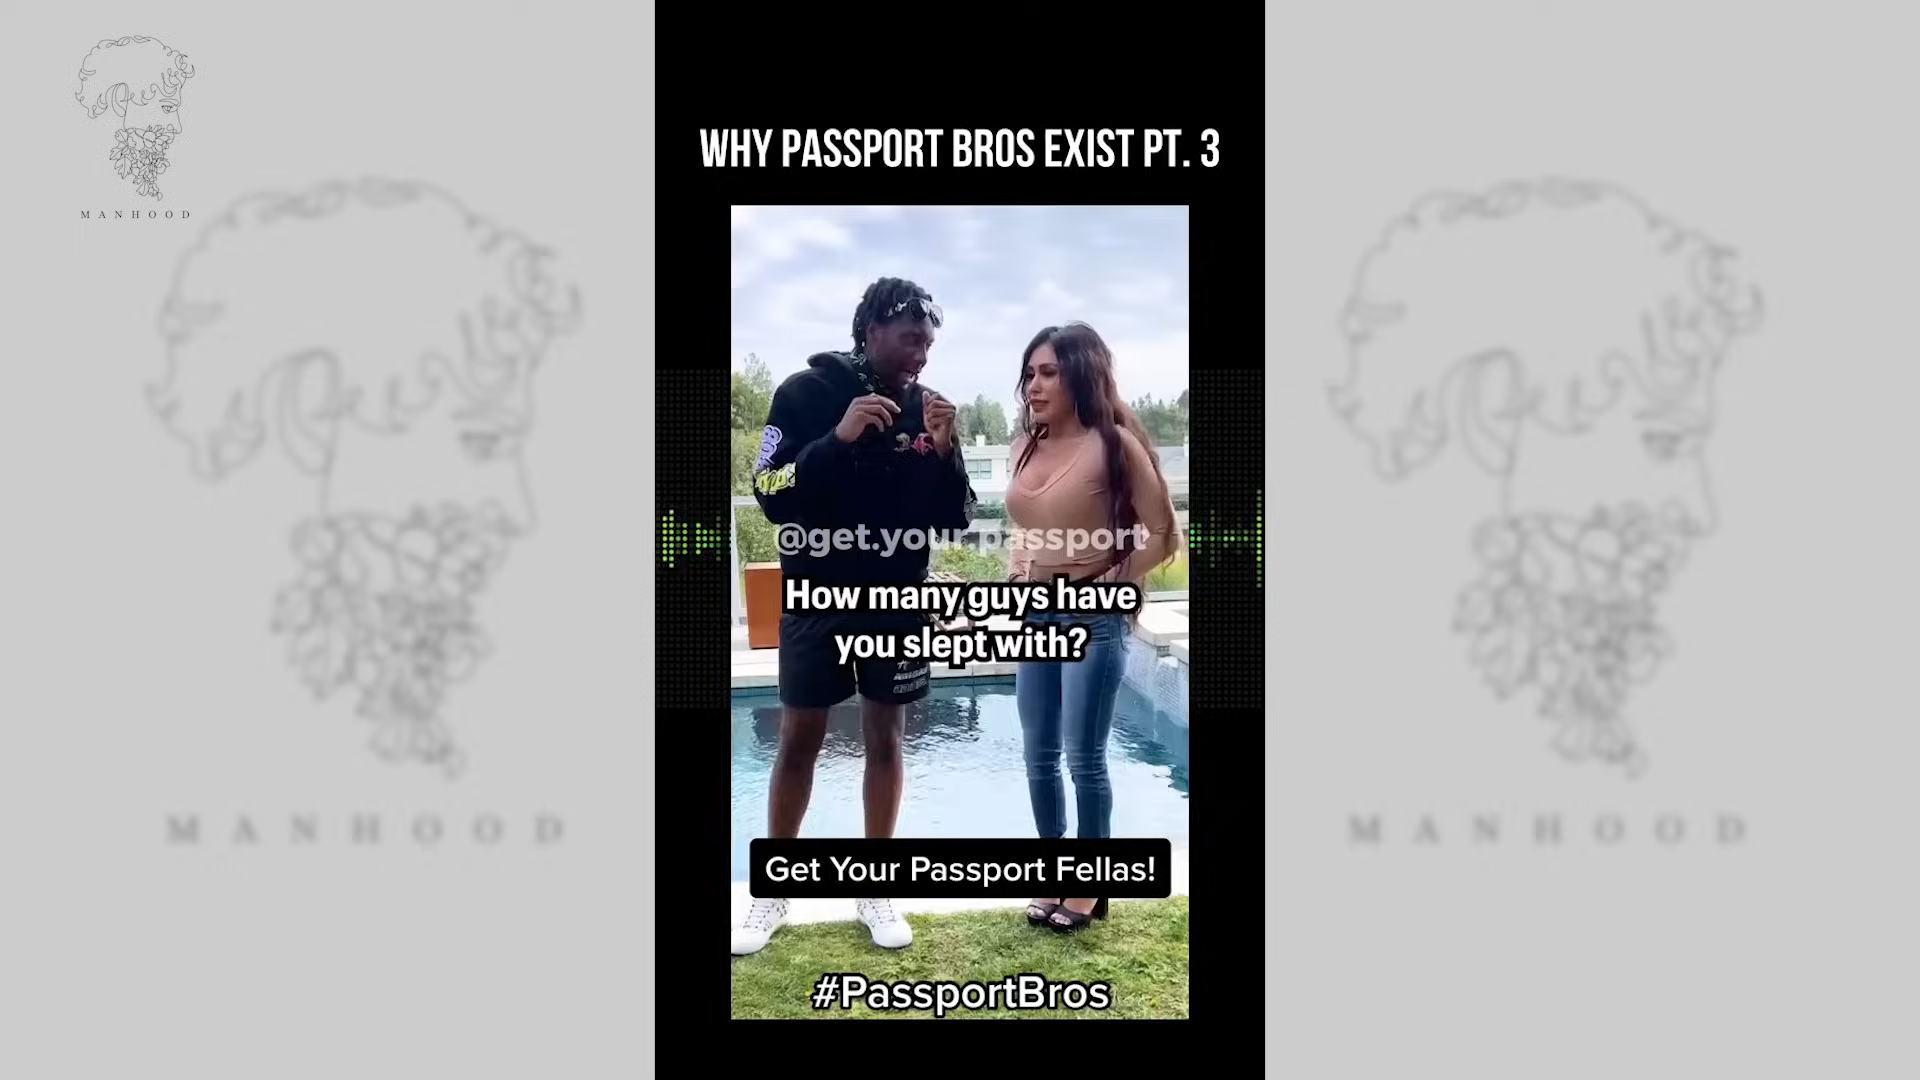 MANHOOD
WHY PASSPORT BROS EXIST PT. 3
@get.your.passport
How many guys have
you slept with?
Get Your Passport Fellas!
#PassportBros
MANHOOD
MANHOOD